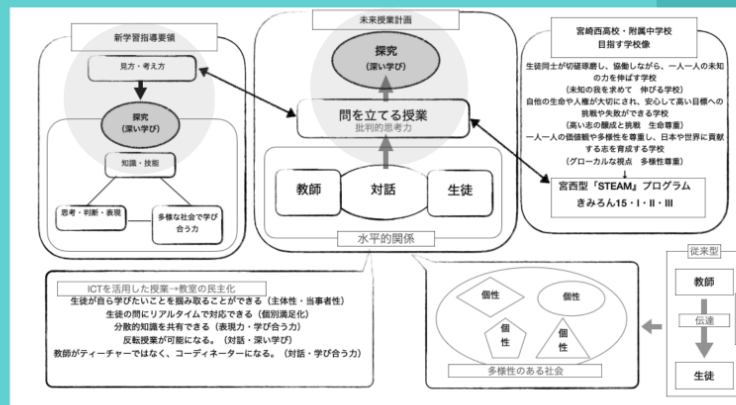 新学習指導要領
見方・考え方
探究
(深い学び)
知識・技能
思考・判断・表現
多様な社会で学び
合う力
未来授業計画
探究
(深い学び)
問を立てる授業
批判的思考力
教師
対話
生徒
水平的関係
宮崎西高校・附属中学校
目指す学校像
生徒同士が切磋琢磨し、協働しながら、一人一人の未知
の力を伸ばす学校
(未知の我を求めて 伸びる学校)
自他の生命や人権が大切にされ、安心して高い目標への
挑戦や失敗ができる学校
(高い志の醸成と挑戦 生命尊重)
一人一人の価値観や多様性を尊重し、日本や世界に貢献
する志を育成する学校
(グローカルな視点 多様性尊重)
宮西型「STEAM」プログラム
きみろん15・I・II・III
ICTを活用した授業→教室の民主化
生徒が自ら学びたいことを掴み取ることができる(主体性・当事者性)
生徒の問にリアルタイムで対応できる(個別満足化)
分散的知識を共有できる(表現力・学び合う力)
反転授業が可能になる。(対話・深い学び)
教師がティーチャーではなく、コーディネーターになる。(対話・学び合う力)
個性
個性
個
性
個
性
多様性のある社会
従来型
教師
伝達
生徒